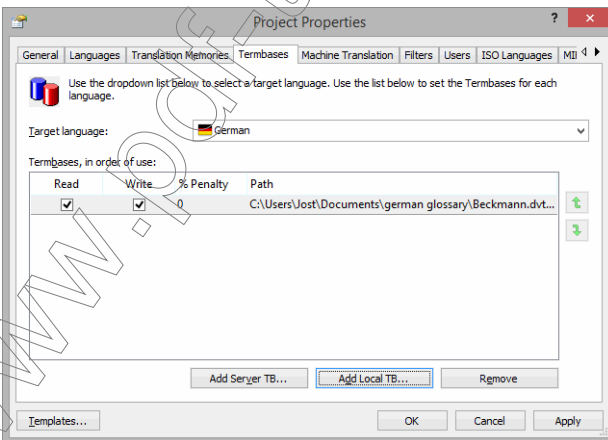 Project Properties
?
×
General Languages Translation Memories Termbases Machine Translation Filters Users ISO Languages
Use the dropdown list below to select a target language. Use the list below to set the Termbases for each
language.
Target language:
German
Termbases, in order of use:
Read Write % Penalty Path
0 C:\Users\Jost\Documents\german glossary\Beckmann.dvt...
Add Server TB... Add Local TB... Remove
Templates... OK Cancel Apply
www.pdf-